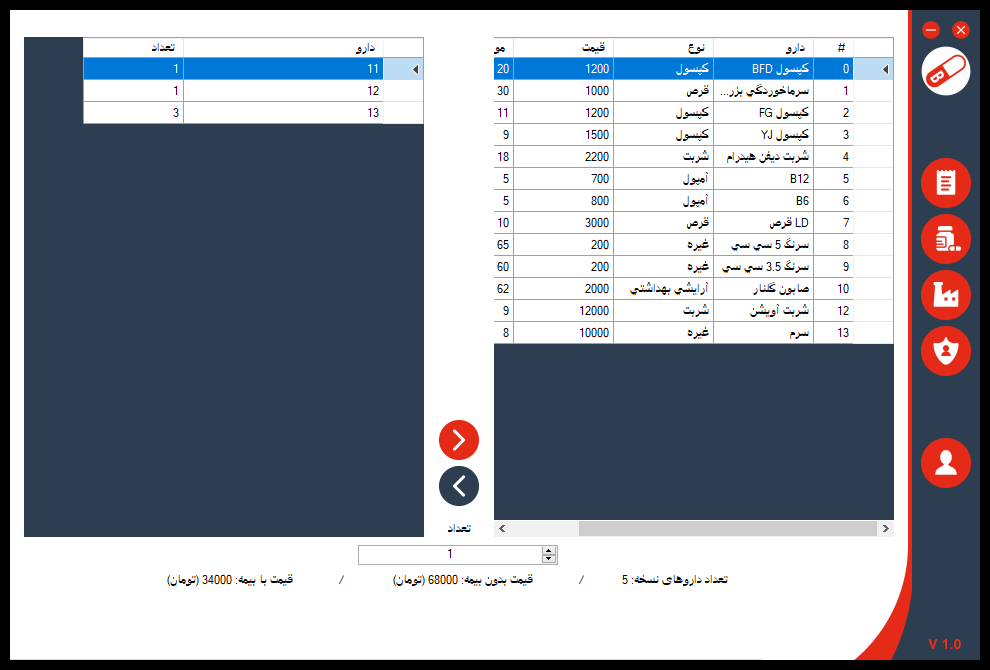 # دارو نوع قيمت مو
0 کپسول BFD کپسول 1200 20
1 سرماخوردگي بزر... قرص 1000 30
2 کپسول FG کپسول 1200 11
3 کپسول YJ کپسول 1500 9
4 شربت ديفن هيدرام شربت 2200 18
5 B12 آمپول 700 5
6 B6 آمپول 800 5
7 LD قرص قرص 3000 10
8 سرنگ 5 سي سي غيره 200 65
9 سرنگ 3.5 سي سي غيره 200 60
10 صابون گلنار آرايشي بهداشتي 2000 62
12 شربت آويشن شربت 12000 9
13 سرم غيره 10000 8
دارو تعداد
11 1
12 1
13 3
تعداد
1
تعداد داروهای نسخه: 5 / قیمت بدون بیمه: 68000 (تومان) / قیمت با بیمه: 34000 (تومان)
B
V 1.0